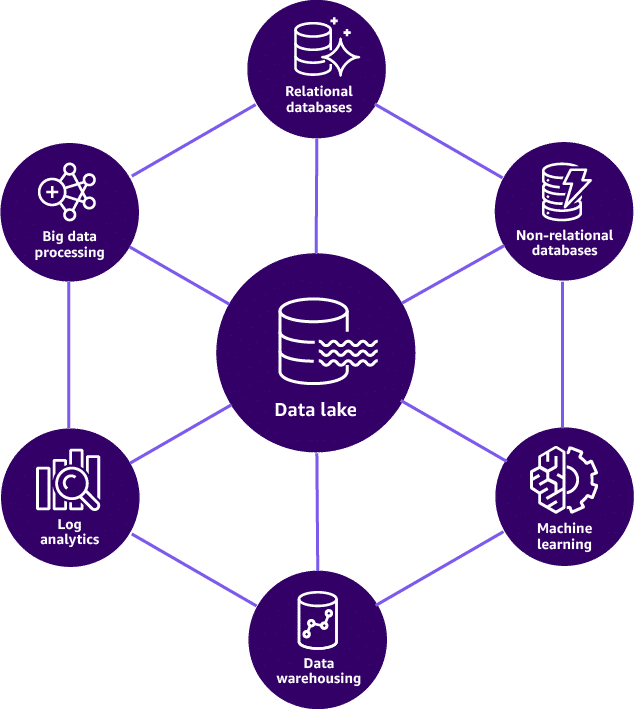 Relational
databases
Big data
processing
Non-relational
databases
Data lake
Log
analytics
Machine
learning
Data
warehousing